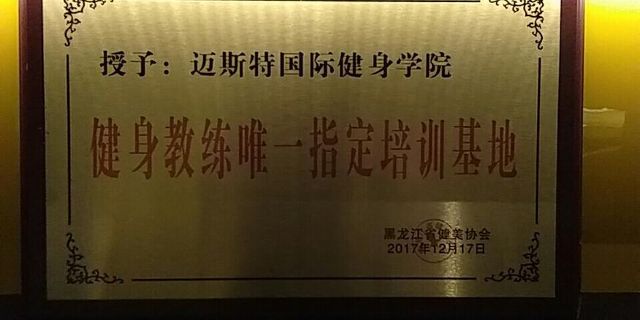 授予：迈斯特国际健身学院
健身教练唯一指定培训基地
黑龙江省健美协会
2017年12月17日